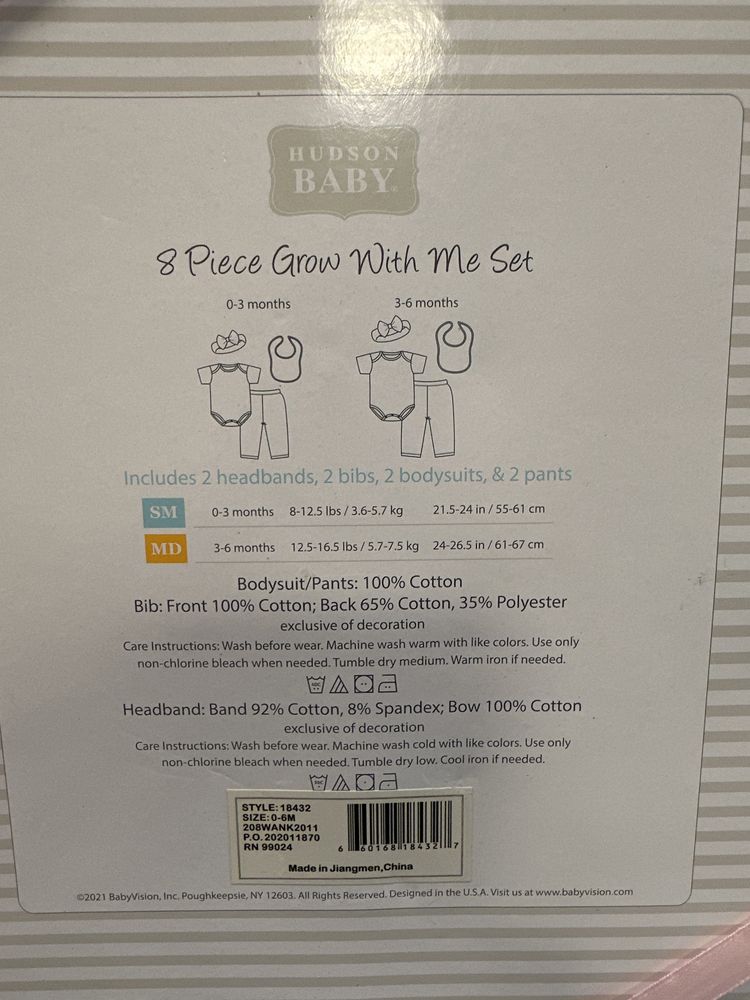 HUDSON
BABY®
8 Piece Grow With Me Set
0-3 months 3-6 months
Includes 2 headbands, 2 bibs, 2 bodysuits, & 2 pants
SM 0-3 months 8-12.5 lbs / 3.6-5.7 kg 21.5-24 in / 55-61 cm
MD 3-6 months 12.5-16.5 lbs / 5.7-7.5 kg 24-26.5 in / 61-67 cm
Bodysuit/Pants: 100% Cotton
Bib: Front 100% Cotton; Back 65% Cotton, 35% Polyester
exclusive of decoration
Care Instructions: Wash before wear. Machine wash warm with like colors. Use only
non-chlorine bleach when needed. Tumble dry medium. Warm iron if needed.
Headband: Band 92% Cotton, 8% Spandex; Bow 100% Cotton
exclusive of decoration
Care Instructions: Wash before wear. Machine wash cold with like colors. Use only
non-chlorine bleach when needed. Tumble dry low. Cool iron if needed.
STYLE: 18432
SIZE: 0-6M
208WANK2011
P.O. 202011870
RN 99024
6 60168 18432 7
Made in Jiangmen,China
©2021 BabyVision, Inc. Poughkeepsie, NY 12603. All Rights Reserved. Designed in the U.S.A. Visit us at www.babyvision.com